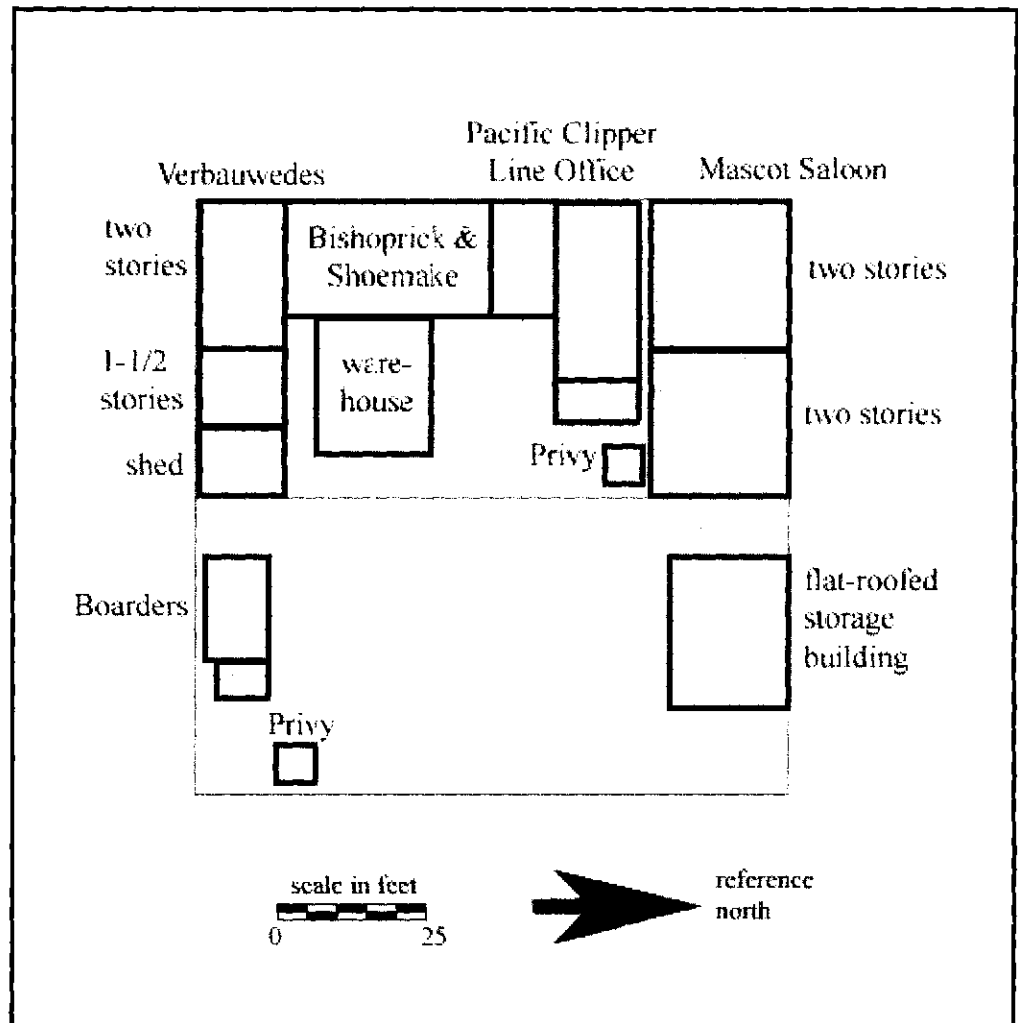 Pacific Clipper
Line Office
Verbauwedes
Mascot Saloon
two
stories
Bishoprick &
Shoemake
two stories
1-1/2
stories
ware-
house
two stories
shed
Privy
Boarders
flat-roofed
storage
building
Privy
scale in feet
0
25
reference
north